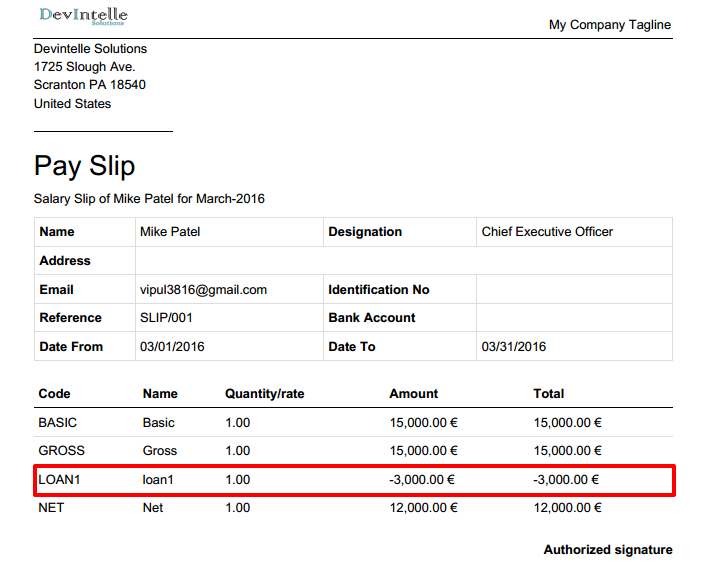 DevIntelle
Solutions
My Company Tagline
Devintelle Solutions
1725 Slough Ave.
Scranton PA 18540
United States
Pay Slip
Salary Slip of Mike Patel for March-2016
Name Mike Patel Designation Chief Executive Officer
Address
Email vipul3816@gmail.com Identification No
Reference SLIP/001 Bank Account
Date From 03/01/2016 Date To 03/31/2016
Code Name Quantity/rate Amount Total
BASIC Basic 1.00 15,000.00 € 15,000.00 €
GROSS Gross 1.00 15,000.00 € 15,000.00 €
LOAN1 loan1 1.00 -3,000.00 € -3,000.00 €
NET Net 1.00 12,000.00 € 12,000.00 €
Authorized signature